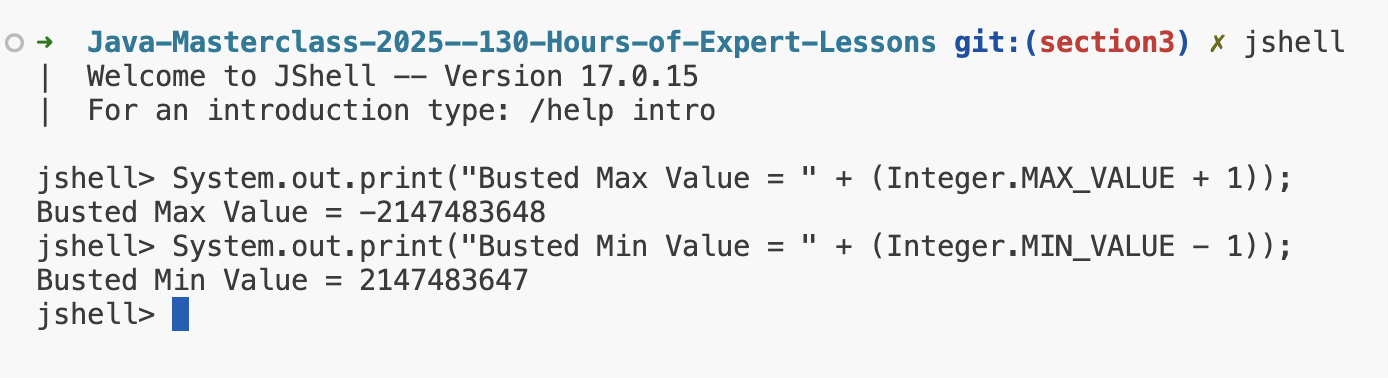 ➜  Java-Masterclass-2025--130-Hours-of-Expert-Lessons git:(section3) ✗ jshell
|  Welcome to JShell -- Version 17.0.15
|  For an introduction type: /help intro
jshell> System.out.print("Busted Max Value = " + (Integer.MAX_VALUE + 1));
Busted Max Value = -2147483648
jshell> System.out.print("Busted Min Value = " + (Integer.MIN_VALUE - 1));
Busted Min Value = 2147483647
jshell>